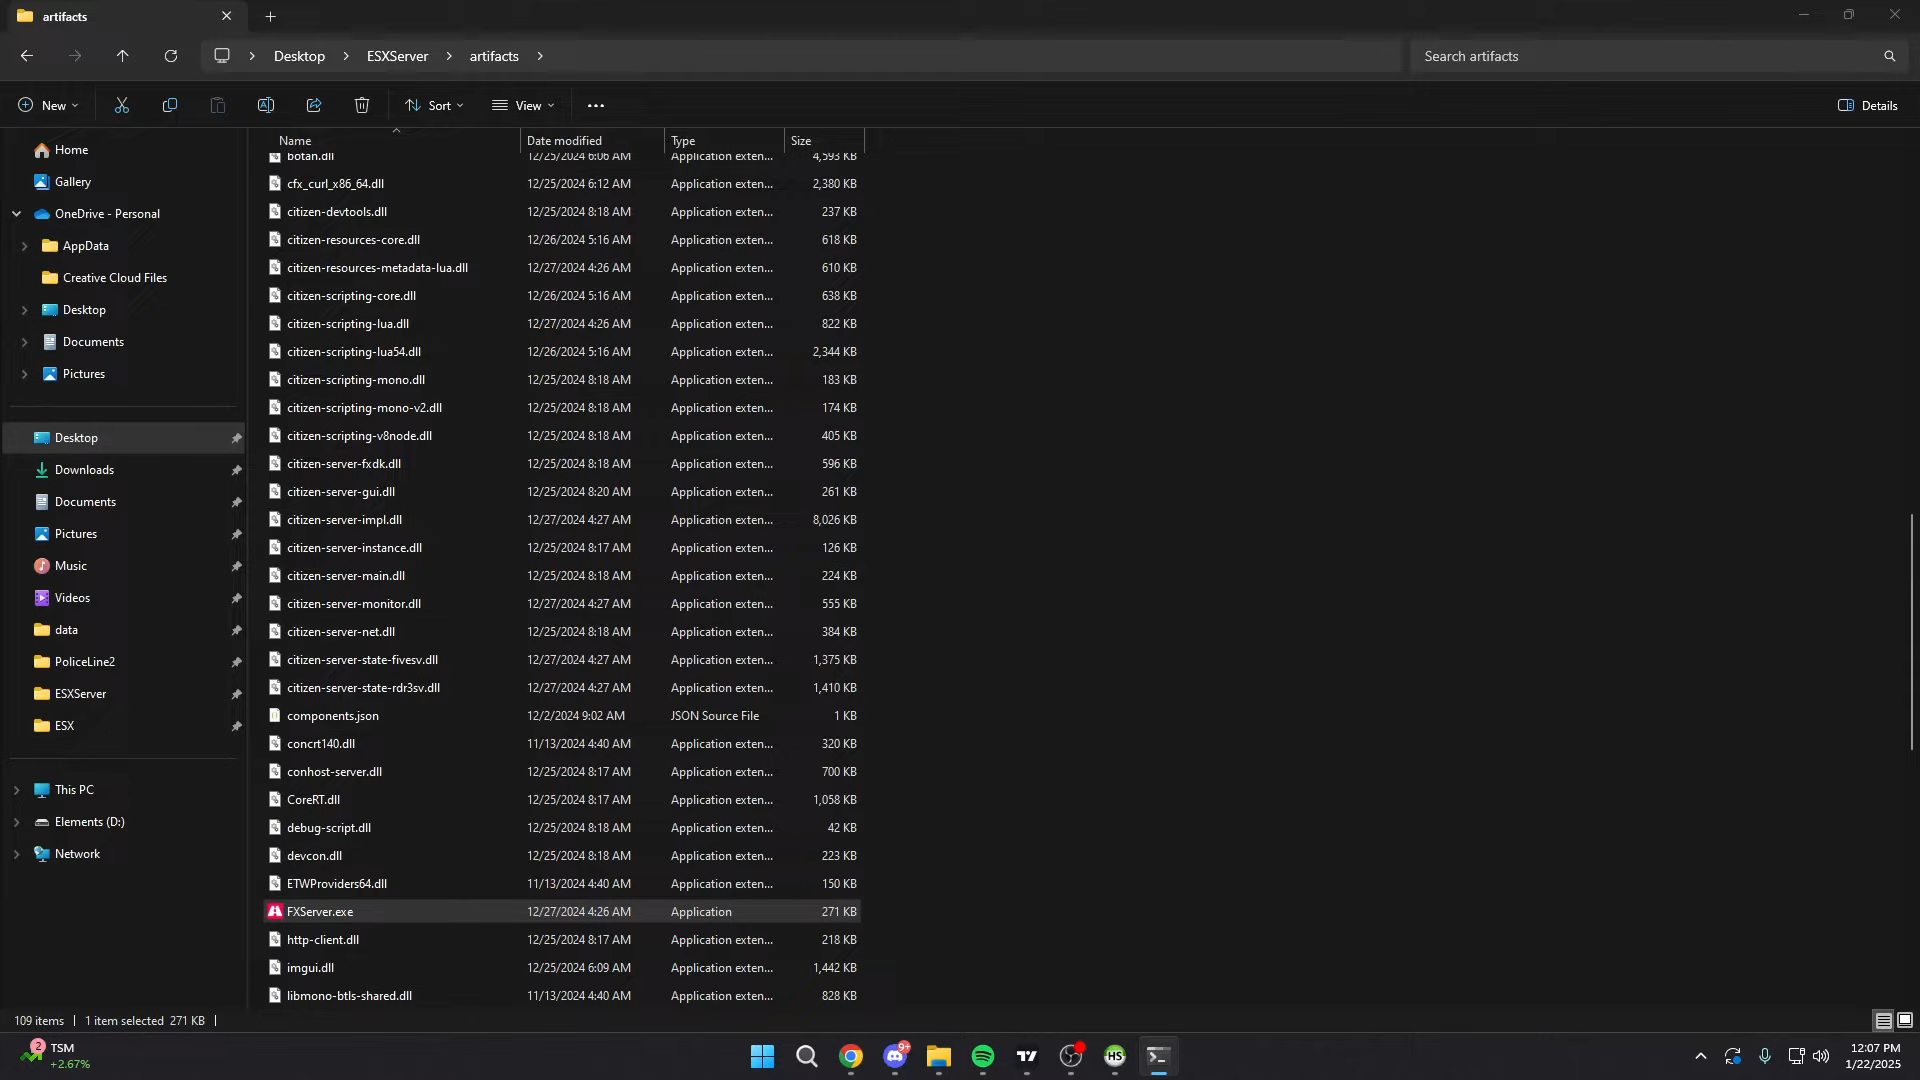 artifacts
Desktop
ESXServer
artifacts
Search artifacts
New
Sort
View
Details
Name Date modified Type Size
botan.dll 12/25/2024 6:06 AM Application exten... 4,593 KB
cfx_curl_x86_64.dll 12/25/2024 6:12 AM Application exten... 2,380 KB
citizen-devtools.dll 12/25/2024 8:18 AM Application exten... 237 KB
citizen-resources-core.dll 12/26/2024 5:16 AM Application exten... 618 KB
citizen-resources-metadata-lua.dll 12/27/2024 4:26 AM Application exten... 610 KB
citizen-scripting-core.dll 12/26/2024 5:16 AM Application exten... 638 KB
citizen-scripting-lua.dll 12/27/2024 4:26 AM Application exten... 822 KB
citizen-scripting-lua54.dll 12/26/2024 5:16 AM Application exten... 2,344 KB
citizen-scripting-mono.dll 12/25/2024 8:18 AM Application exten... 183 KB
citizen-scripting-mono-v2.dll 12/25/2024 8:18 AM Application exten... 174 KB
citizen-scripting-v8node.dll 12/25/2024 8:18 AM Application exten... 405 KB
citizen-server-fxdk.dll 12/25/2024 8:18 AM Application exten... 596 KB
citizen-server-gui.dll 12/25/2024 8:20 AM Application exten... 261 KB
citizen-server-impl.dll 12/27/2024 4:27 AM Application exten... 8,026 KB
citizen-server-instance.dll 12/25/2024 8:17 AM Application exten... 126 KB
citizen-server-main.dll 12/25/2024 8:18 AM Application exten... 224 KB
citizen-server-monitor.dll 12/27/2024 4:27 AM Application exten... 555 KB
citizen-server-net.dll 12/25/2024 8:18 AM Application exten... 384 KB
citizen-server-state-fivesv.dll 12/27/2024 4:27 AM Application exten... 1,375 KB
citizen-server-state-rdr3sv.dll 12/27/2024 4:27 AM Application exten... 1,410 KB
components.json 12/2/2024 9:02 AM JSON Source File 1 KB
concrt140.dll 11/13/2024 4:40 AM Application exten... 320 KB
conhost-server.dll 12/25/2024 8:17 AM Application exten... 700 KB
CoreRT.dll 12/25/2024 8:17 AM Application exten... 1,058 KB
debug-script.dll 12/25/2024 8:18 AM Application exten... 42 KB
devcon.dll 12/25/2024 8:18 AM Application exten... 223 KB
ETWProviders64.dll 11/13/2024 4:40 AM Application exten... 150 KB
FXServer.exe 12/27/2024 4:26 AM Application 271 KB
http-client.dll 12/25/2024 8:17 AM Application exten... 218 KB
imgui.dll 12/25/2024 6:09 AM Application exten... 1,442 KB
libmono-btls-shared.dll 11/13/2024 4:40 AM Application exten... 828 KB
Home
Gallery
OneDrive - Personal
AppData
Creative Cloud Files
Desktop
Documents
Pictures
Desktop
Downloads
Documents
Pictures
Music
Videos
data
PoliceLine2
ESXServer
ESX
This PC
Elements (D:)
Network
109 items
1 item selected 271 KB
2
TSM
+2.67%
9+
HS
12:07 PM
1/22/2025